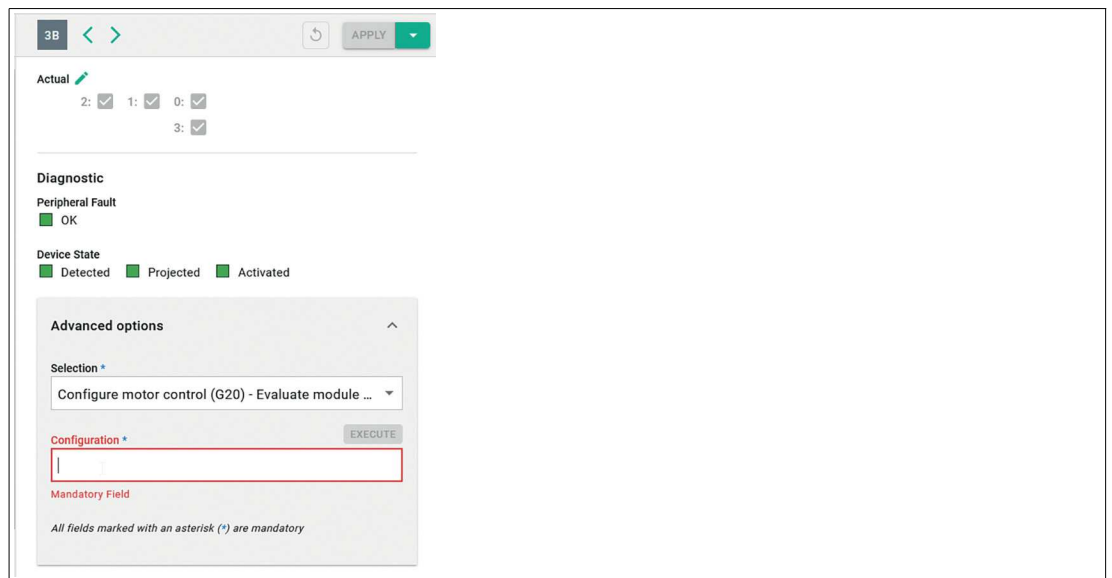 3B
APPLY
Actual
2: 1: 0:
3:
Diagnostic
Peripheral Fault
OK
Device State
Detected Projected Activated
Advanced options
Selection *
Configure motor control (G20) - Evaluate module ...
Configuration *
EXECUTE
Mandatory Field
All fields marked with an asterisk (*) are mandatory